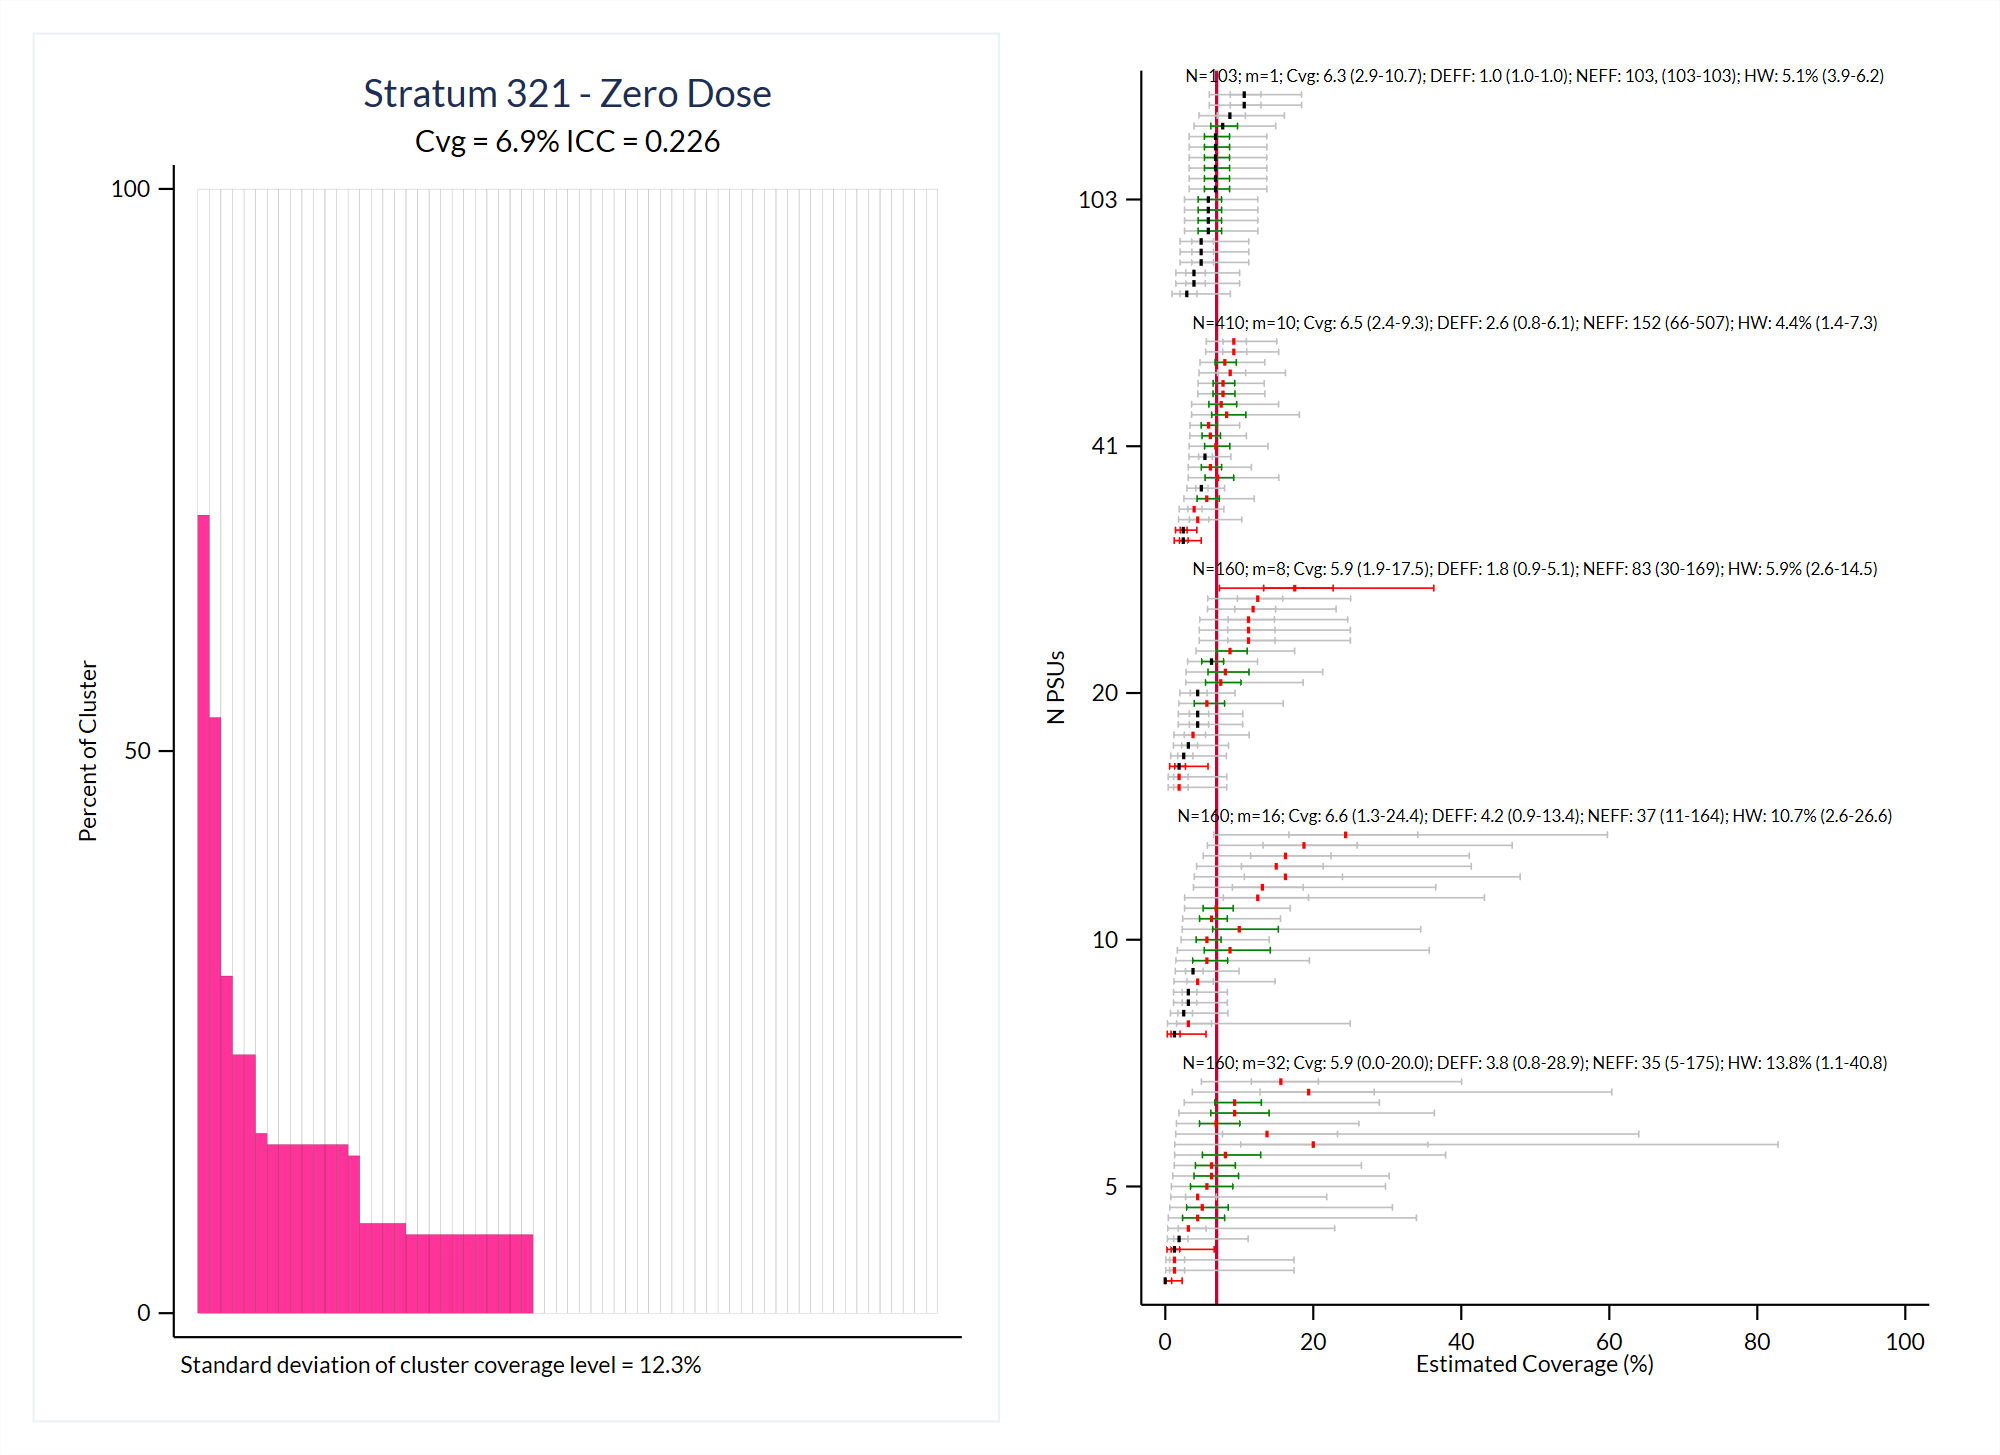 Stratum 321 - Zero Dose
Cvg = 6.9% ICC = 0.226
100
50
0
Percent of Cluster
Standard deviation of cluster coverage level = 12.3%
N=103; m=1; Cvg: 6.3 (2.9-10.7); DEFF: 1.0 (1.0-1.0); NEFF: 103, (103-103); HW: 5.1% (3.9-6.2)
103
N=410; m=10; Cvg: 6.5 (2.4-9.3); DEFF: 2.6 (0.8-6.1); NEFF: 152 (66-507); HW: 4.4% (1.4-7.3)
41
N=160; m=8; Cvg: 5.9 (1.9-17.5); DEFF: 1.8 (0.9-5.1); NEFF: 83 (30-169); HW: 5.9% (2.6-14.5)
N PSUs
20
N=160; m=16; Cvg: 6.6 (1.3-24.4); DEFF: 4.2 (0.9-13.4); NEFF: 37 (11-164); HW: 10.7% (2.6-26.6)
10
N=160; m=32; Cvg: 5.9 (0.0-20.0); DEFF: 3.8 (0.8-28.9); NEFF: 35 (5-175); HW: 13.8% (1.1-40.8)
5
0 20 40 60 80 100
Estimated Coverage (%)